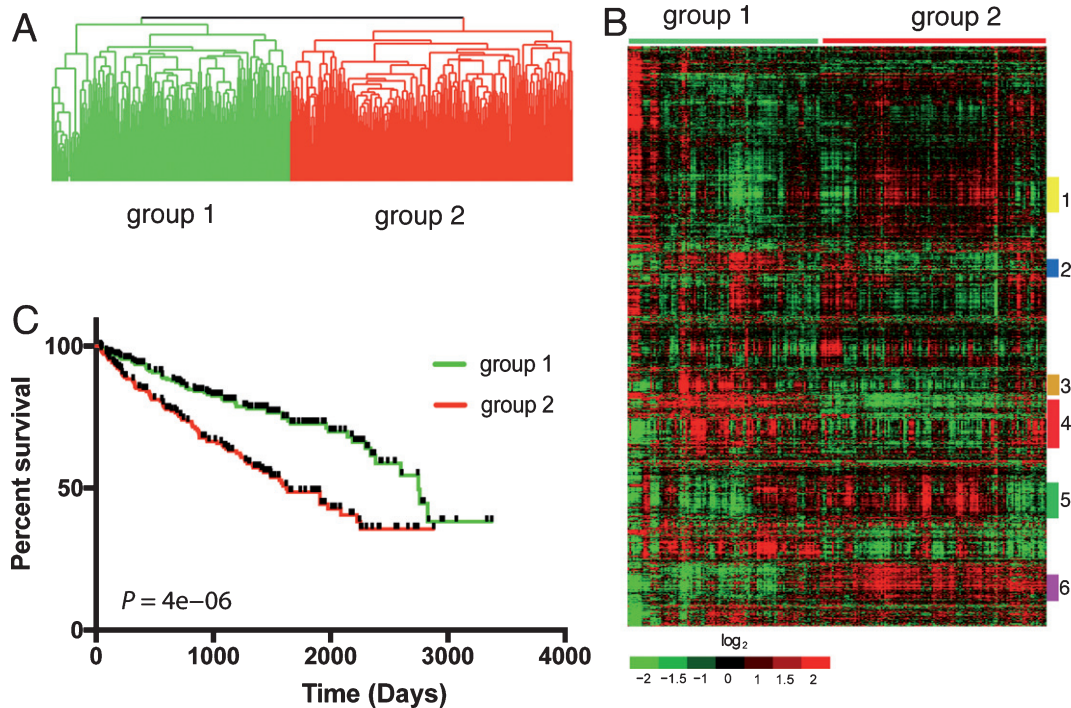 A
group 1
group 2
B
group 1
group 2
1
2
3
4
5
6
log2
−2
−1.5
−1
0
1
1.5
2
C
Percent survival
100
50
0
group 1
group 2
P = 4e−06
0
1000
2000
3000
4000
Time (Days)